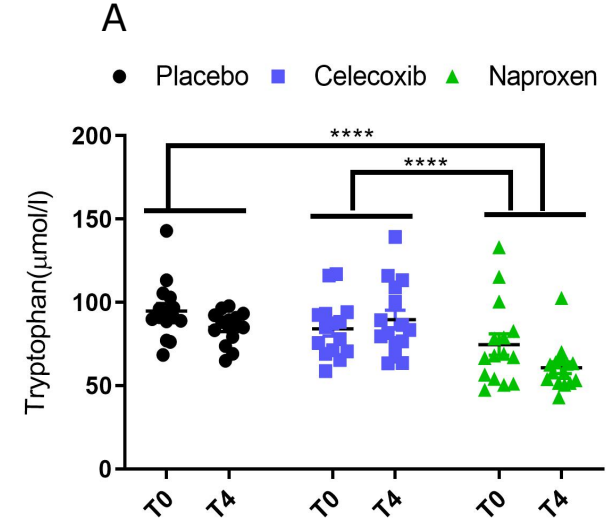 A
Placebo Celecoxib Naproxen
200
****
****
150
100
50
0
Tryptophan(μmol/l)
T0 T4 T0 T4 T0 T4